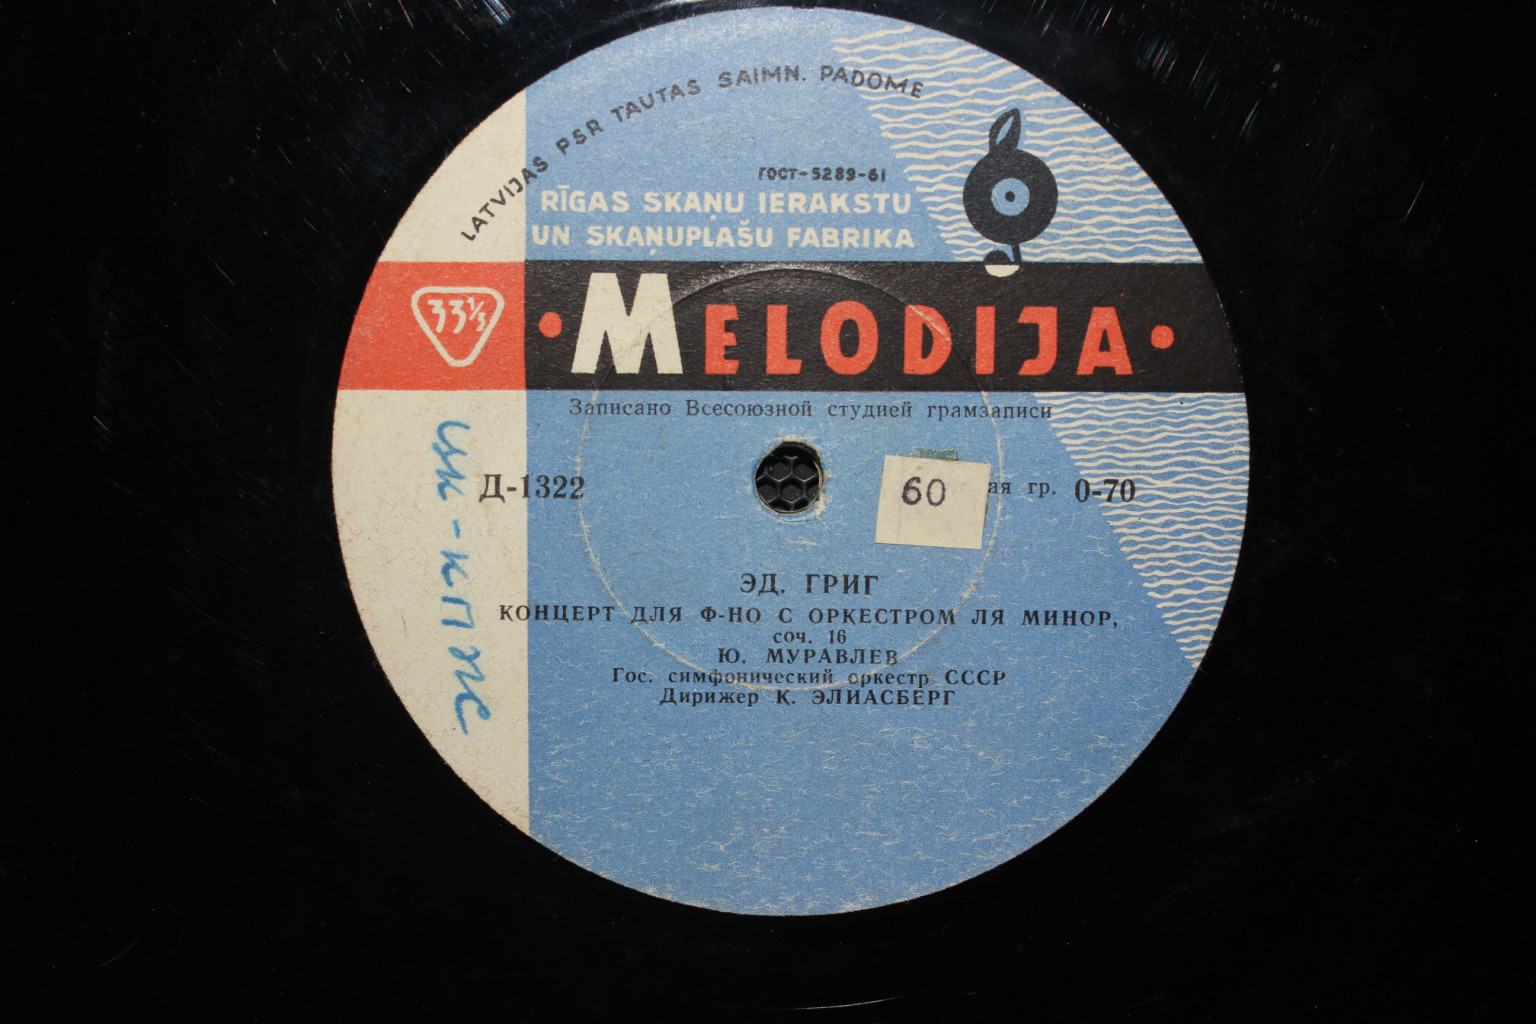 LATVIJAS PSR TAUTAS SAIMN. PADOME
ГОСТ-5289-61
RĪGAS SKAŅU IERAKSTU
UN SKAŅUPLAŠU FABRIKA
33⅓
• MELODIJA •
Записано Всесоюзной студией грамзаписи
Д-1322
60
ая гр. 0-70
ЭД. ГРИГ
КОНЦЕРТ ДЛЯ Ф-НО С ОРКЕСТРОМ ЛЯ МИНОР,
соч. 16
Ю. МУРАВЛЕВ
Гос. симфонический оркестр СССР
Дирижер К. ЭЛИАСБЕРГ